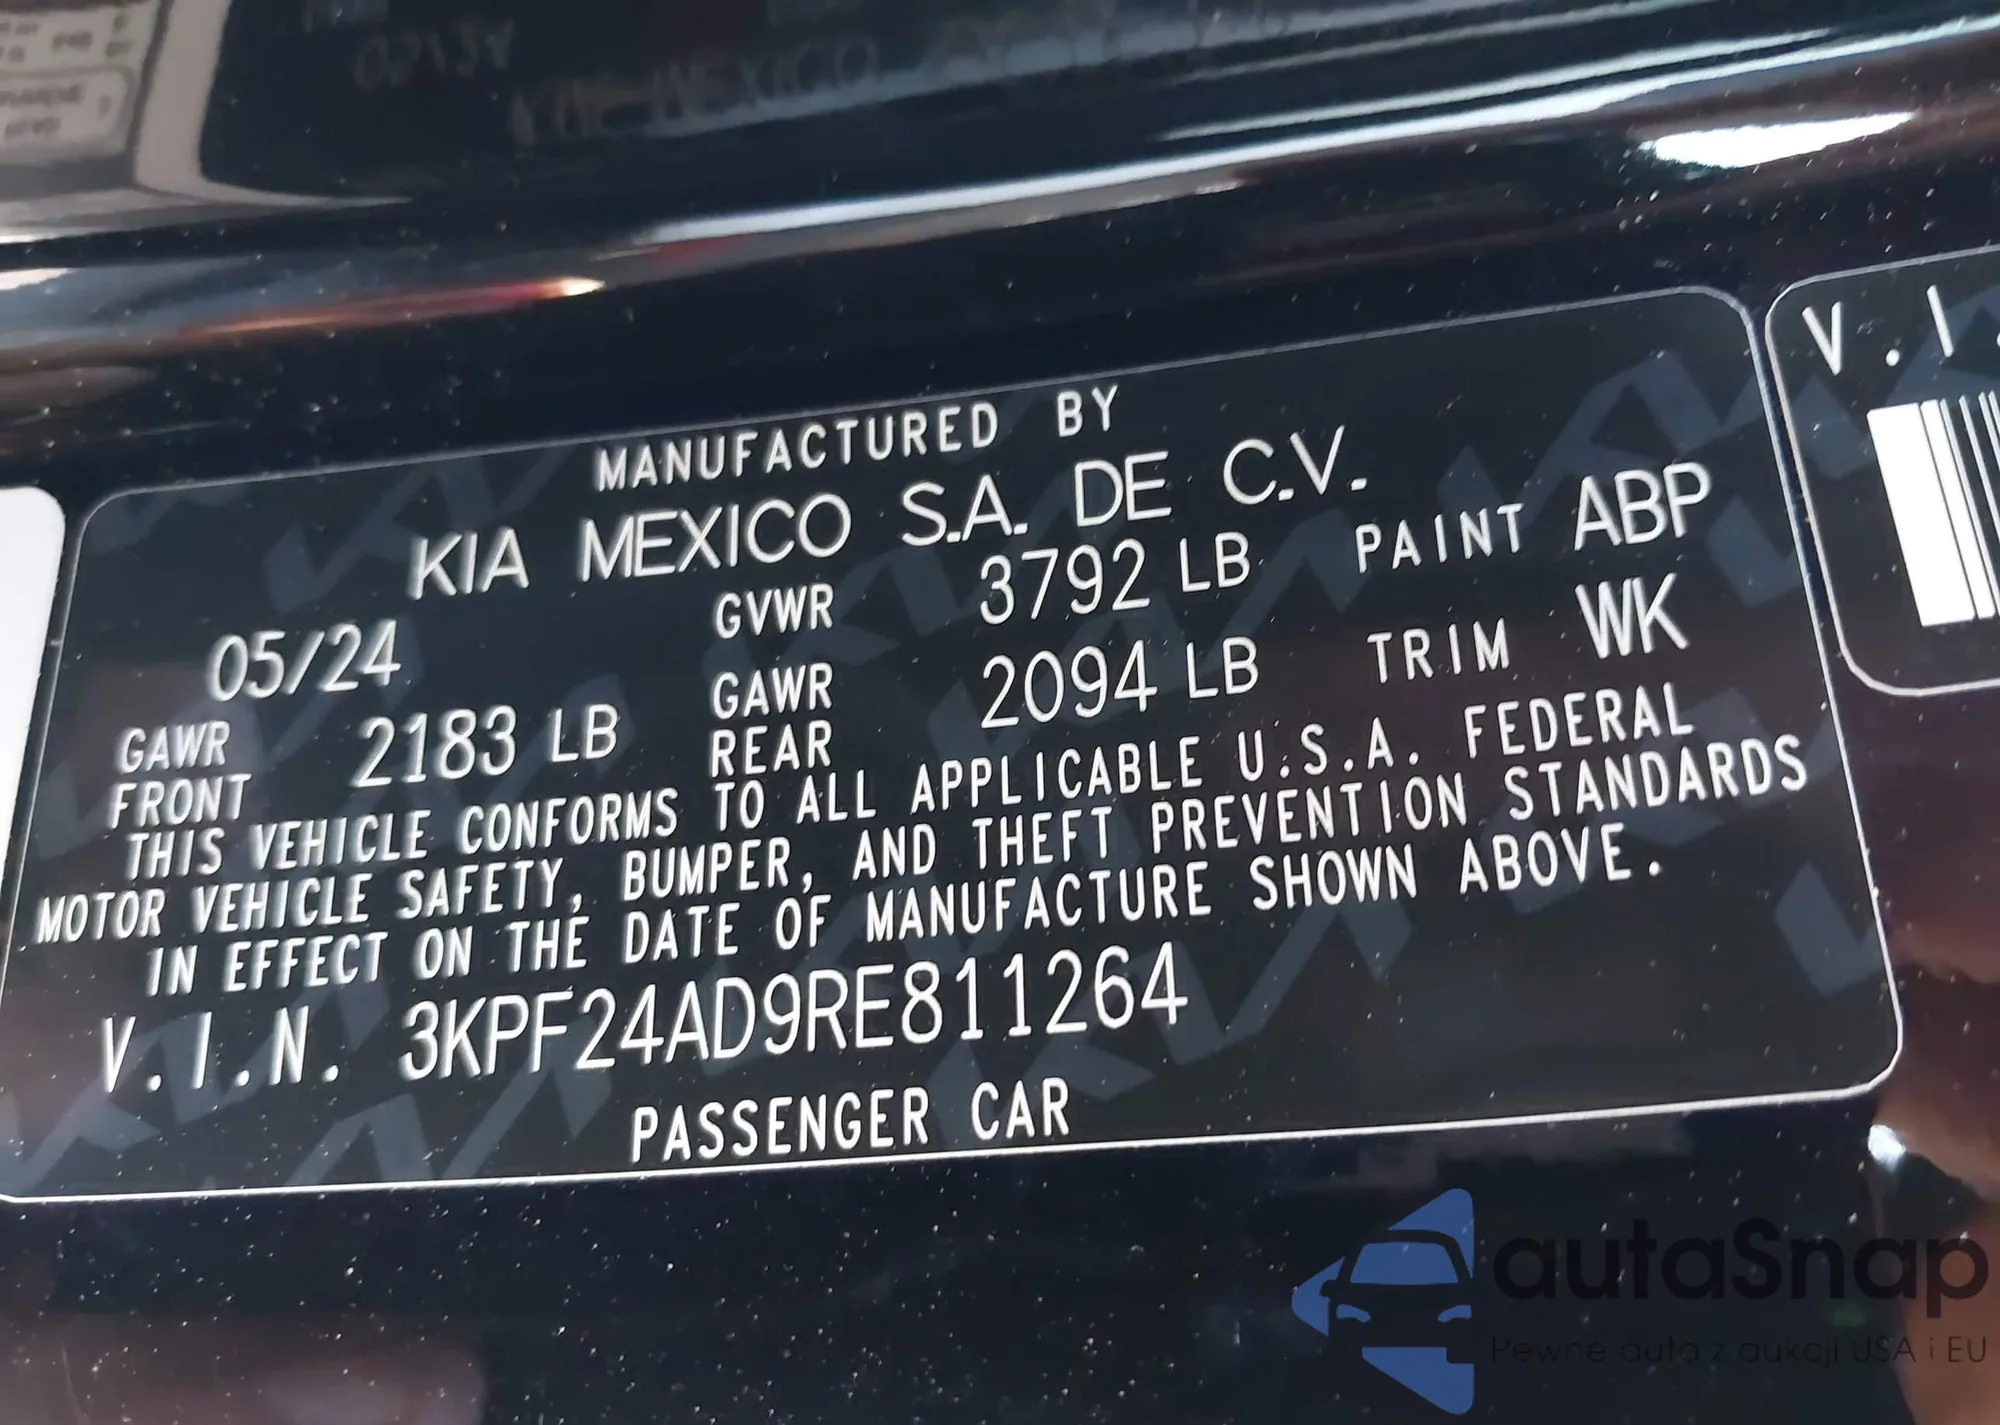 MANUFACTURED BY
KIA MEXICO S.A. DE C.V.
05/24 GVWR 3792 LB PAINT ABP
GAWR FRONT 2183 LB GAWR REAR 2094 LB TRIM WK
THIS VEHICLE CONFORMS TO ALL APPLICABLE U.S.A. FEDERAL
MOTOR VEHICLE SAFETY, BUMPER, AND THEFT PREVENTION STANDARDS
IN EFFECT ON THE DATE OF MANUFACTURE SHOWN ABOVE.
V.I.N. 3KPF24AD9RE811264
PASSENGER CAR
V.I.
autaSnap
Pewne auta z aukcji USA i EU